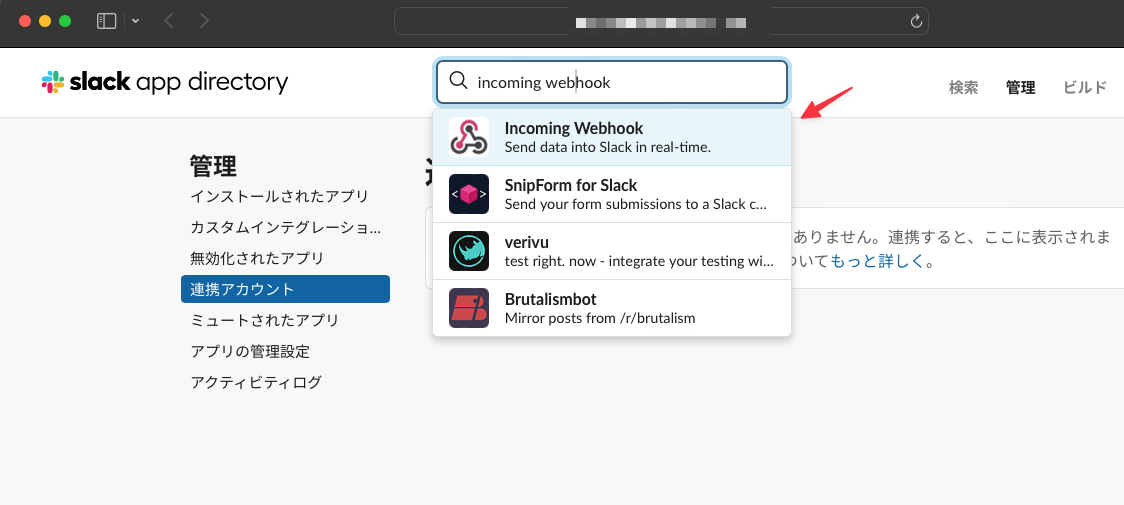 slack app directory
incoming webhook
検索
管理
ビルド
Incoming Webhook
Send data into Slack in real-time.
SnipForm for Slack
Send your form submissions to a Slack c...
verivu
test right. now - integrate your testing wi...
Brutalismbot
Mirror posts from /r/brutalism
管理
インストールされたアプリ
カスタムインテグレーショ...
無効化されたアプリ
連携アカウント
ミュートされたアプリ
アプリの管理設定
アクティビティログ
ありません。連携すると、ここに表示されま
ついてもっと詳しく。